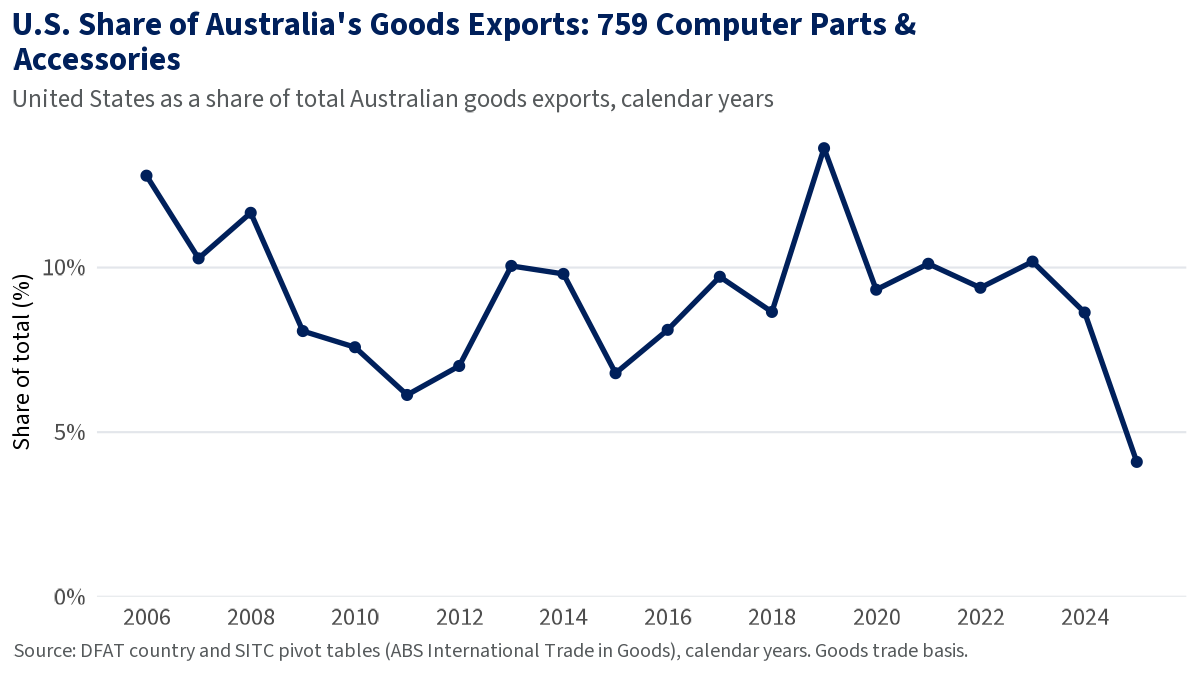 U.S. Share of Australia's Goods Exports: 759 Computer Parts &
Accessories
United States as a share of total Australian goods exports, calendar years
Share of total (%)
10%
5%
0%
2006 2008 2010 2012 2014 2016 2018 2020 2022 2024
Source: DFAT country and SITC pivot tables (ABS International Trade in Goods), calendar years. Goods trade basis.